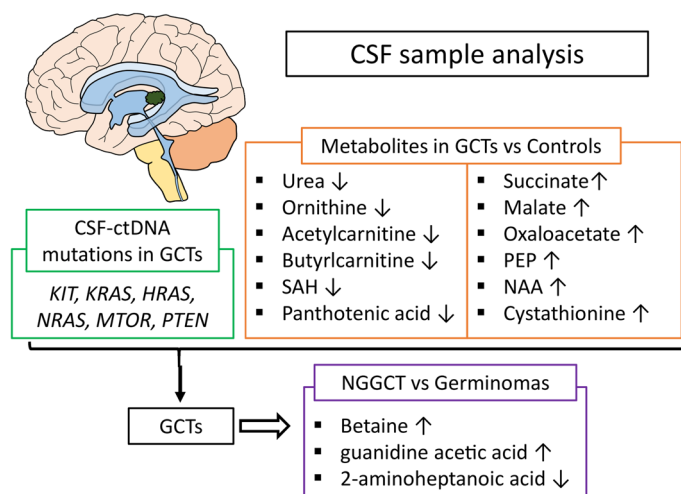 CSF sample analysis
Metabolites in GCTs vs Controls
▪ Urea ↓
▪ Ornithine ↓
▪ Acetylcarnitine ↓
▪ Butyrlcarnitine ↓
▪ SAH ↓
▪ Panthotenic acid ↓
▪ Succinate ↑
▪ Malate ↑
▪ Oxaloacetate ↑
▪ PEP ↑
▪ NAA ↑
▪ Cystathionine ↑
CSF-ctDNA
mutations in GCTs
KIT, KRAS, HRAS,
NRAS, MTOR, PTEN
GCTs
NGGCT vs Germinomas
▪ Betaine ↑
▪ guanidine acetic acid ↑
▪ 2-aminoheptanoic acid ↓